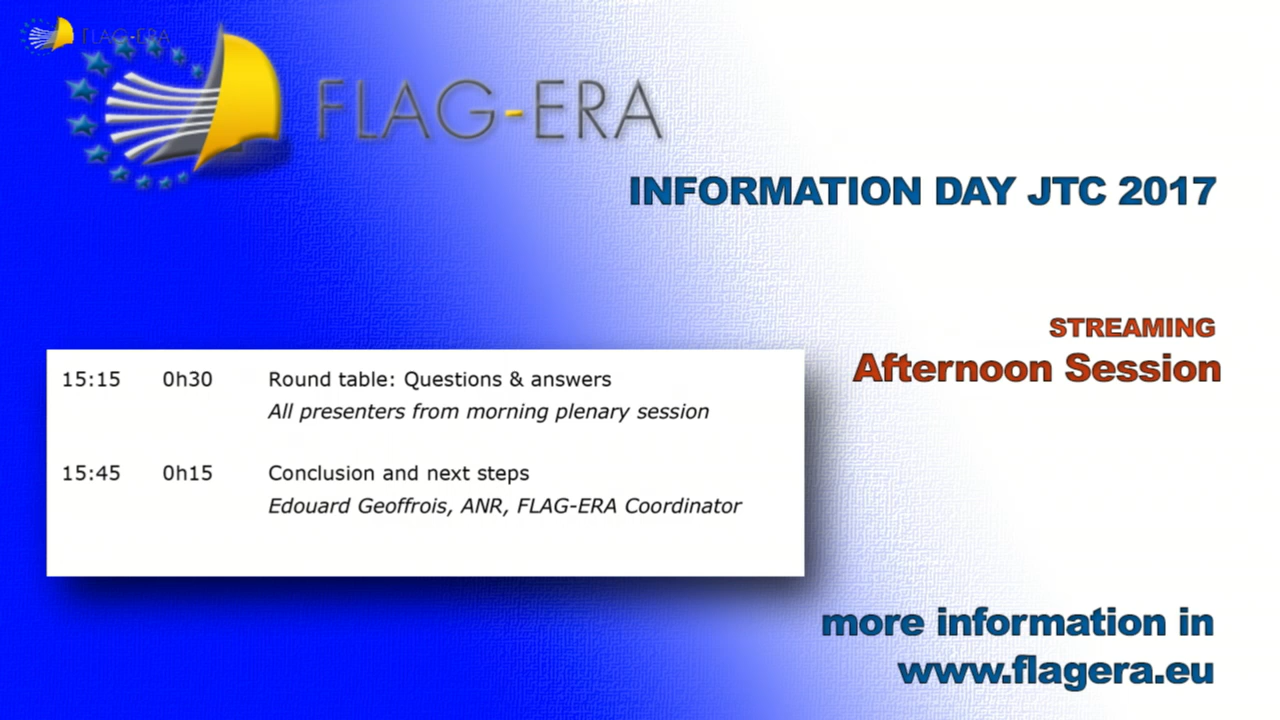 FLAG-ERA
FLAG-ERA
INFORMATION DAY JTC 2017
STREAMING
Afternoon Session
15:15 0h30 Round table: Questions & answers
All presenters from morning plenary session
15:45 0h15 Conclusion and next steps
Edouard Geoffrois, ANR, FLAG-ERA Coordinator
more information in
www.flagera.eu